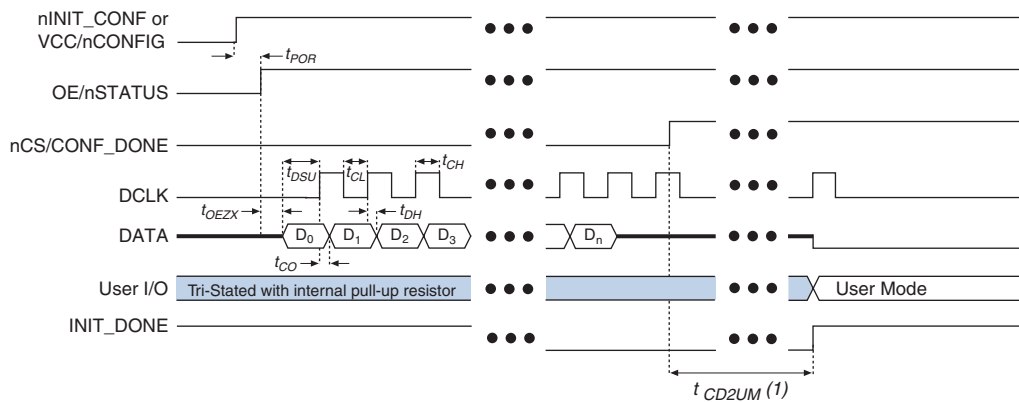 nINIT_CONF or
VCC/nCONFIG
tPOR
OE/nSTATUS
nCS/CONF_DONE
tDSU
tCL
tCH
DCLK
tOEZX
tDH
DATA
D0
D1
D2
D3
Dn
tCO
User I/O
Tri-Stated with internal pull-up resistor
User Mode
INIT_DONE
t CD2UM (1)